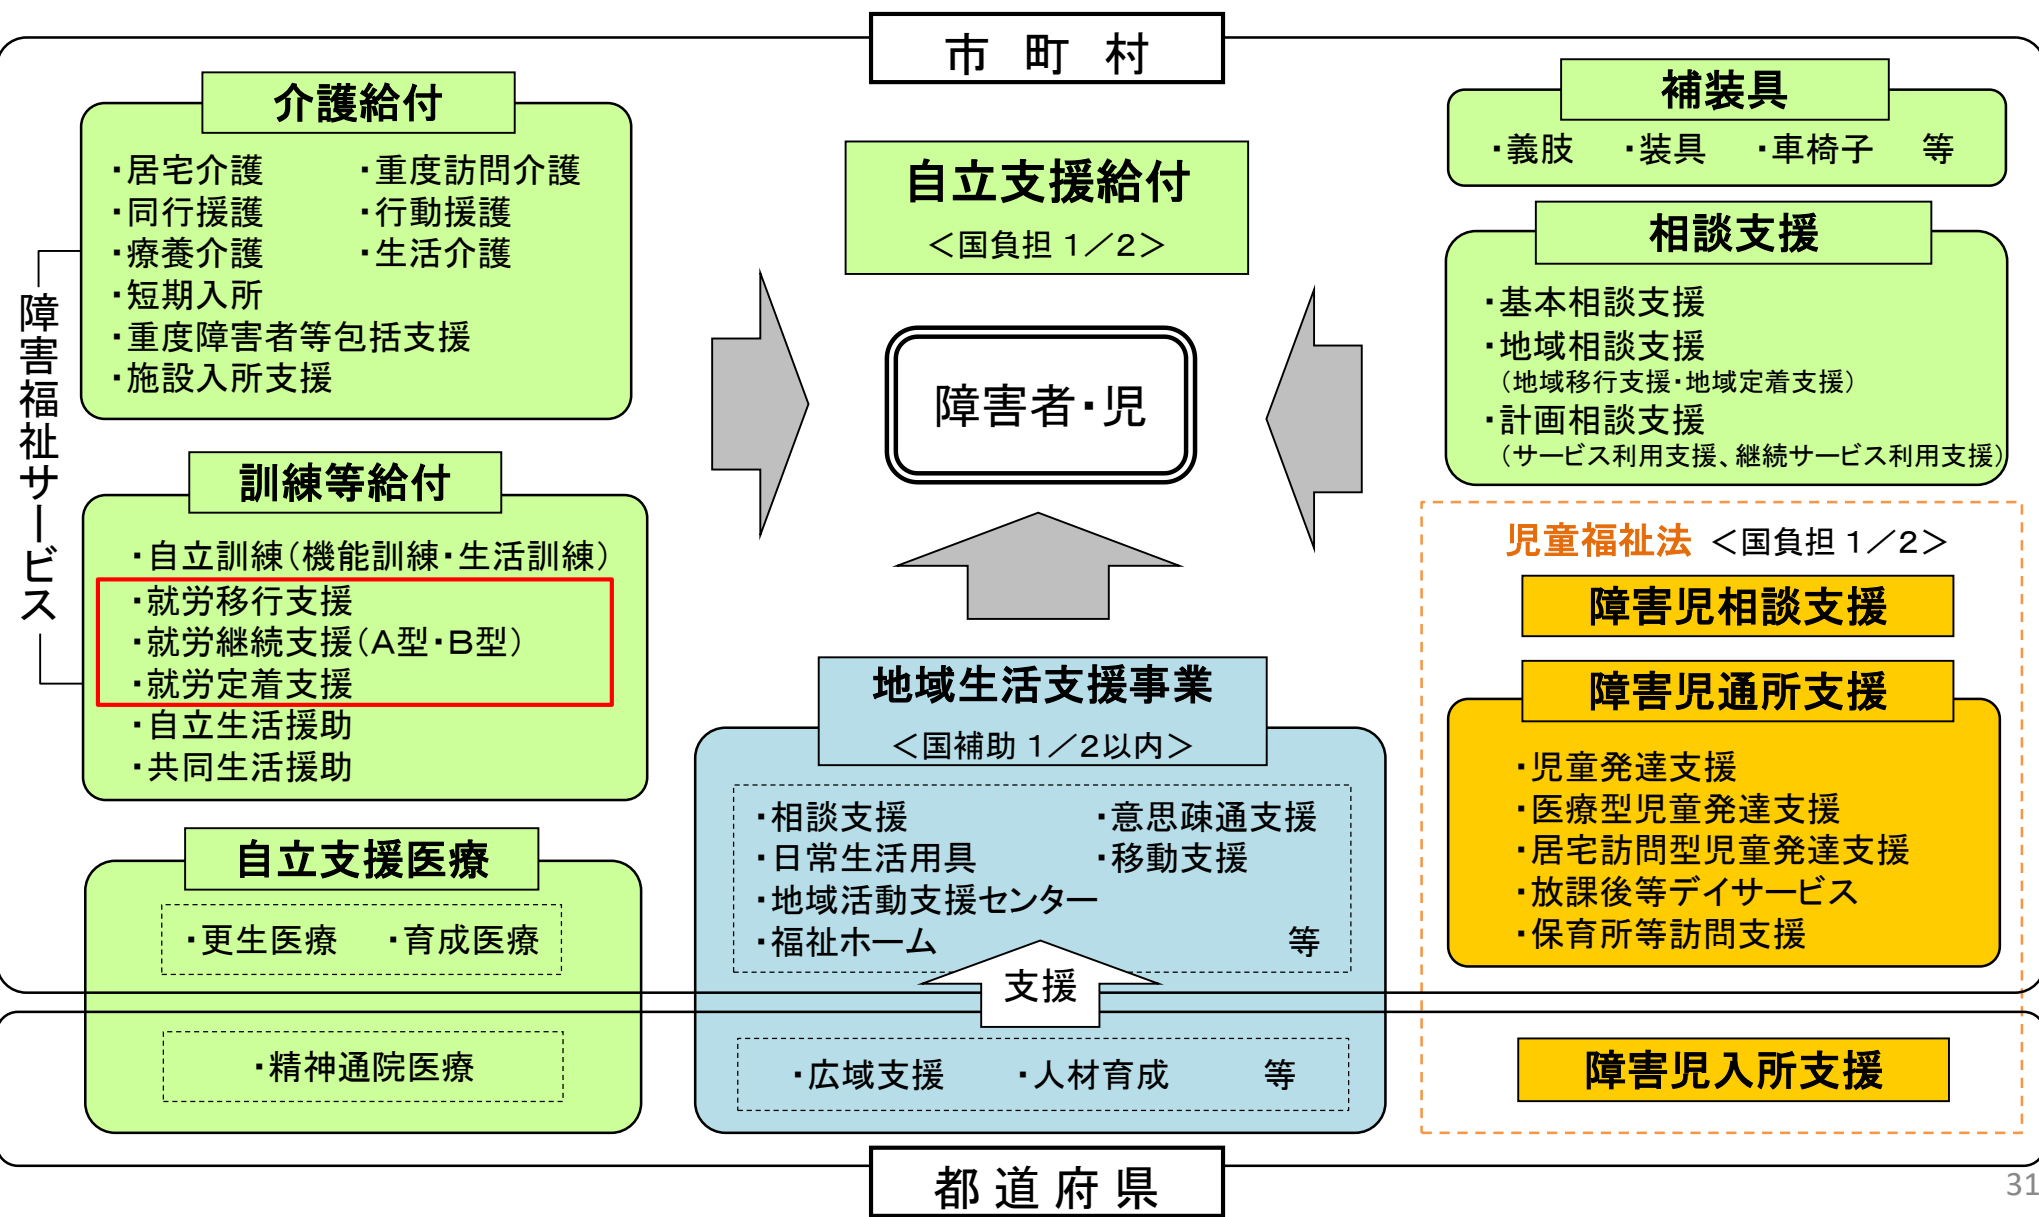 市 町 村
介護給付
・居宅介護　・重度訪問介護
・同行援護　・行動援護
・療養介護　・生活介護
・短期入所
・重度障害者等包括支援
・施設入所支援
障害福祉サービス
訓練等給付
・自立訓練（機能訓練・生活訓練）
・就労移行支援
・就労継続支援（A型・B型）
・就労定着支援
・自立生活援助
・共同生活援助
自立支援医療
・更生医療　・育成医療
・精神通院医療
自立支援給付
＜国負担 1／2＞
障害者・児
地域生活支援事業
＜国補助 1／2以内＞
・相談支援　・意思疎通支援
・日常生活用具　・移動支援
・地域活動支援センター
・福祉ホーム　等
支援
・広域支援　・人材育成　等
補装具
・義肢　・装具　・車椅子　等
相談支援
・基本相談支援
・地域相談支援
（地域移行支援・地域定着支援）
・計画相談支援
（サービス利用支援、継続サービス利用支援）
児童福祉法 ＜国負担 1／2＞
障害児相談支援
障害児通所支援
・児童発達支援
・医療型児童発達支援
・居宅訪問型児童発達支援
・放課後等デイサービス
・保育所等訪問支援
障害児入所支援
都 道 府 県
31